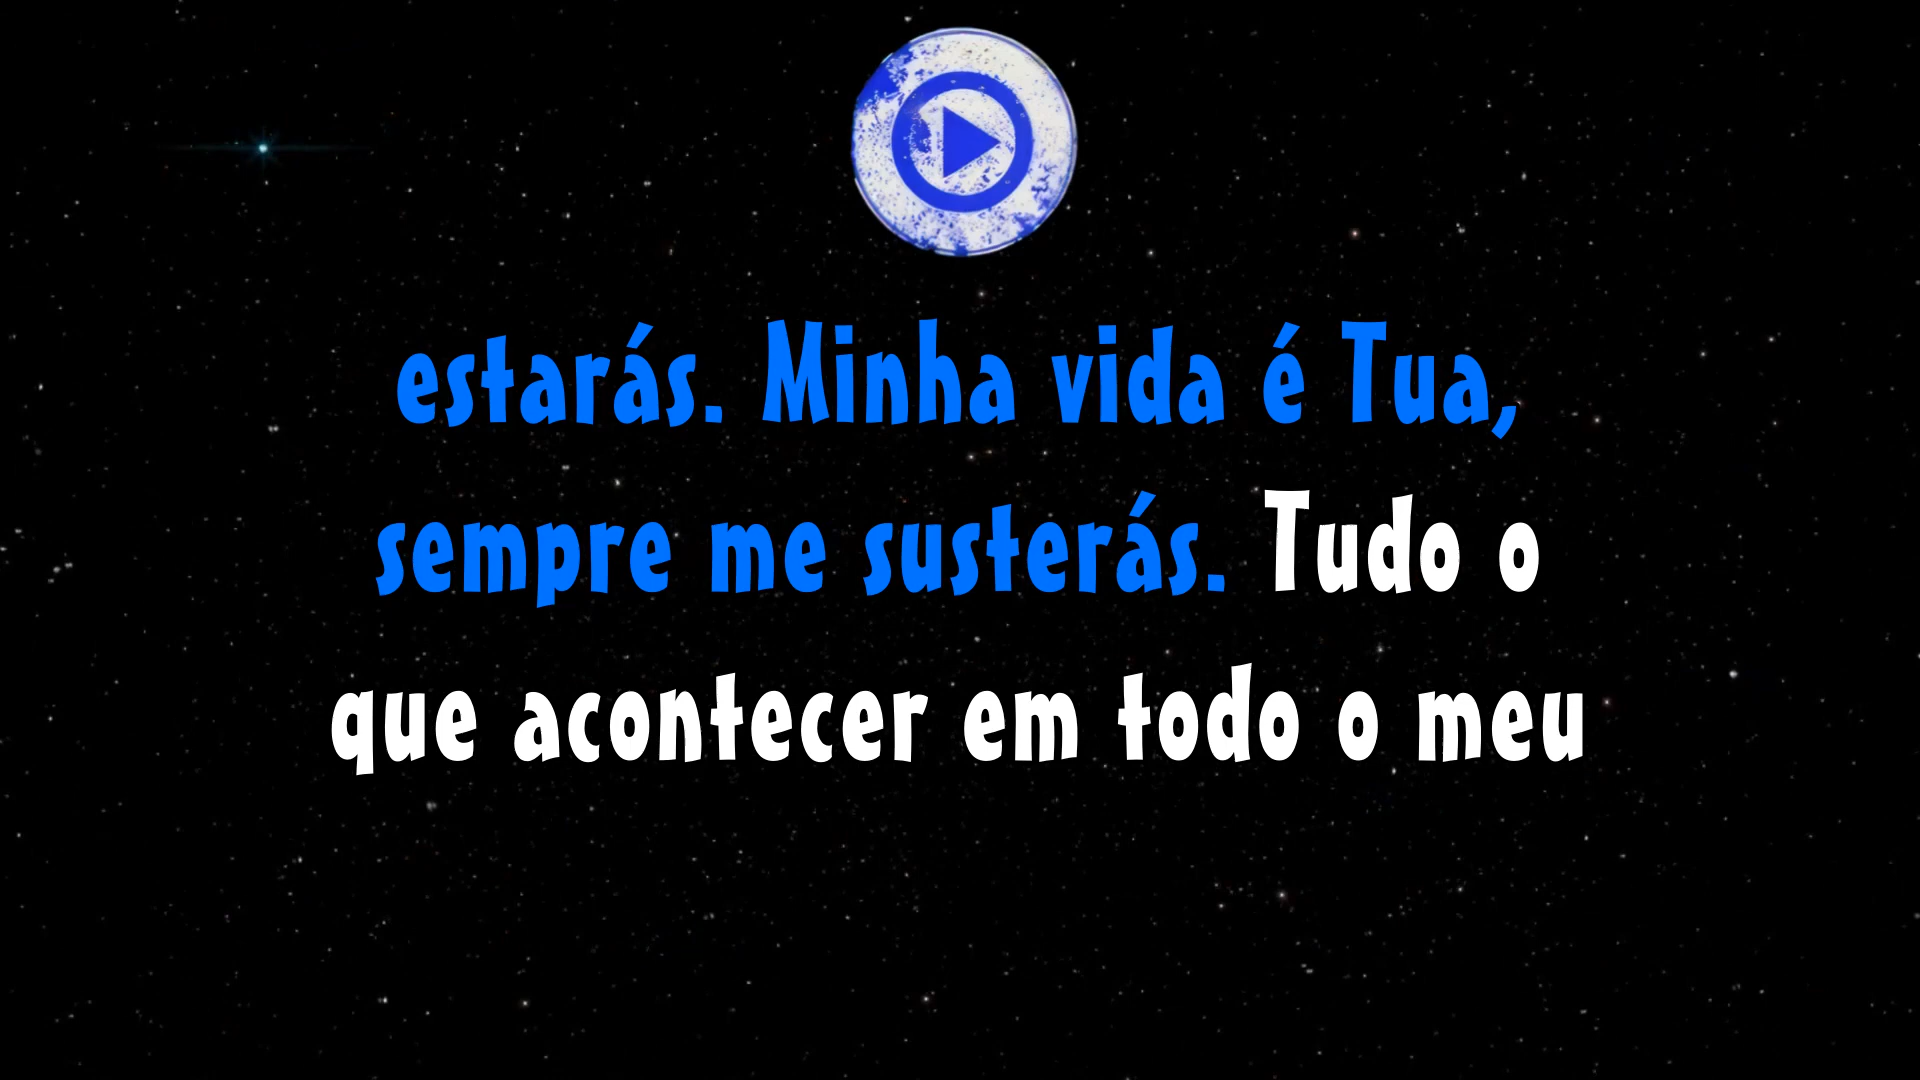 estarás. Minha vida é Tua,
sempre me susterás. Tudo o
que acontecer em todo o meu